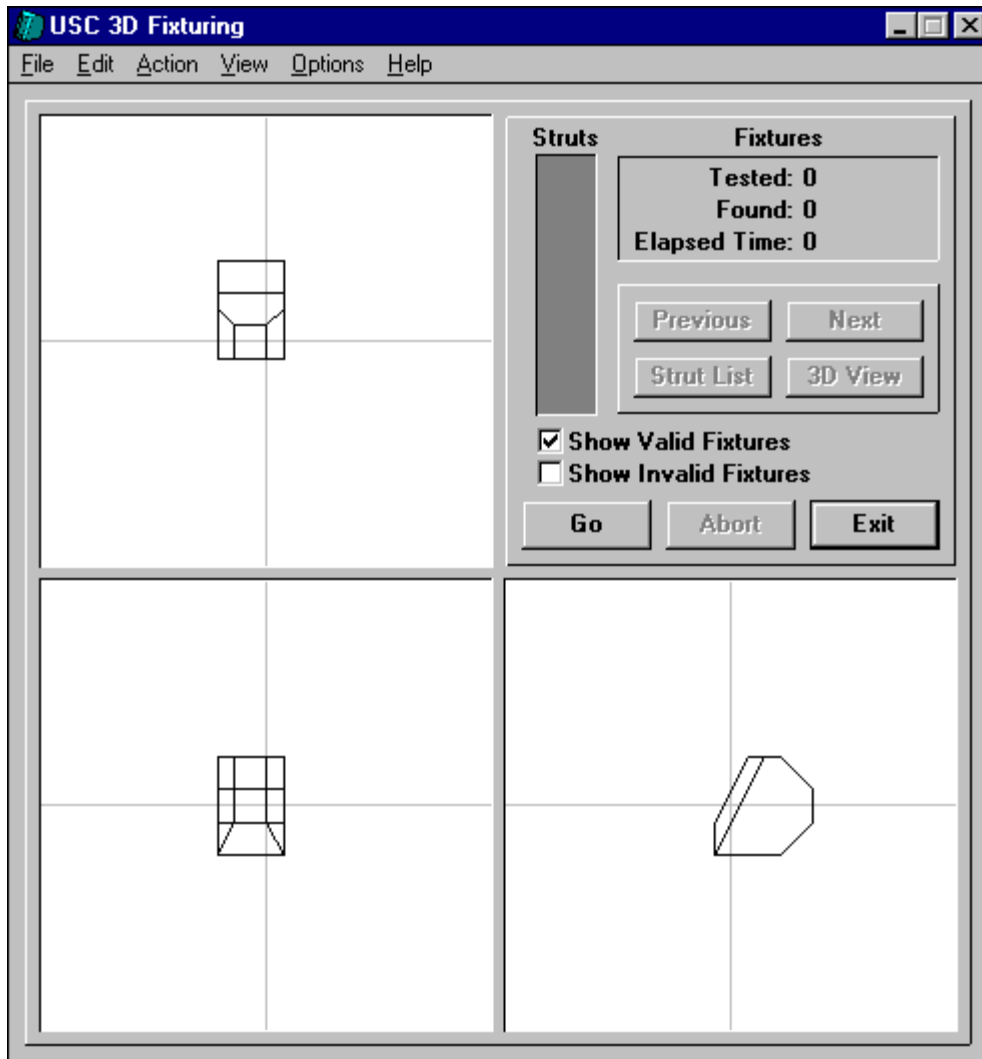 USC 3D Fixturing
File Edit Action View Options Help
Struts
Fixtures
Tested: 0
Found: 0
Elapsed Time: 0
Previous Next
Strut List 3D View
Show Valid Fixtures
Show Invalid Fixtures
Go Abort Exit